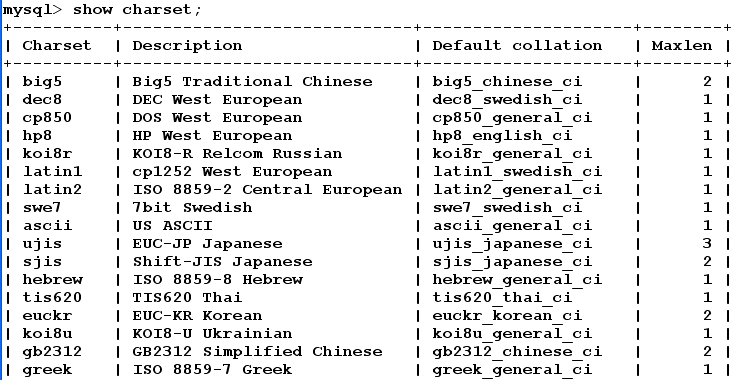 mysql> show charset;
+----------+-----------------------------+---------------------+--------+
| Charset  | Description                 | Default collation   | Maxlen |
+----------+-----------------------------+---------------------+--------+
| big5     | Big5 Traditional Chinese    | big5_chinese_ci     |      2 |
| dec8     | DEC West European           | dec8_swedish_ci     |      1 |
| cp850    | DOS West European           | cp850_general_ci    |      1 |
| hp8      | HP West European            | hp8_english_ci      |      1 |
| koi8r    | KOI8-R Relcom Russian       | koi8r_general_ci    |      1 |
| latin1   | cp1252 West European        | latin1_swedish_ci   |      1 |
| latin2   | ISO 8859-2 Central European | latin2_general_ci   |      1 |
| swe7     | 7bit Swedish                | swe7_swedish_ci     |      1 |
| ascii    | US ASCII                    | ascii_general_ci    |      1 |
| ujis     | EUC-JP Japanese             | ujis_japanese_ci    |      3 |
| sjis     | Shift-JIS Japanese          | sjis_japanese_ci    |      2 |
| hebrew   | ISO 8859-8 Hebrew           | hebrew_general_ci   |      1 |
| tis620   | TIS620 Thai                 | tis620_thai_ci      |      1 |
| euckr    | EUC-KR Korean               | euckr_korean_ci     |      2 |
| koi8u    | KOI8-U Ukrainian            | koi8u_general_ci    |      1 |
| gb2312   | GB2312 Simplified Chinese   | gb2312_chinese_ci   |      2 |
| greek    | ISO 8859-7 Greek            | greek_general_ci    |      1 |